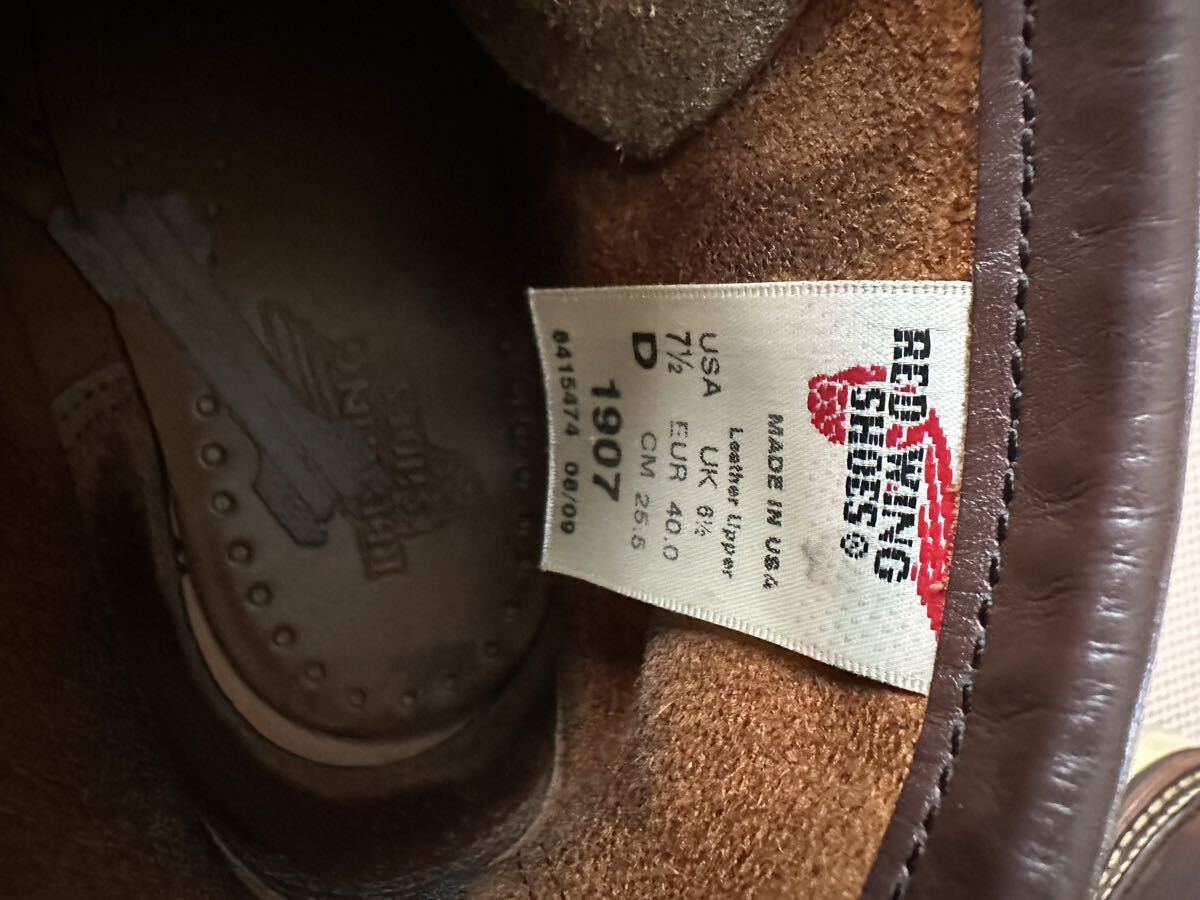 RED WING
SHOES®
MADE IN USA
Leather Upper
USA UK 6½
7½ EUR 40.0
D CM 25.5
1907
8415474 08/09